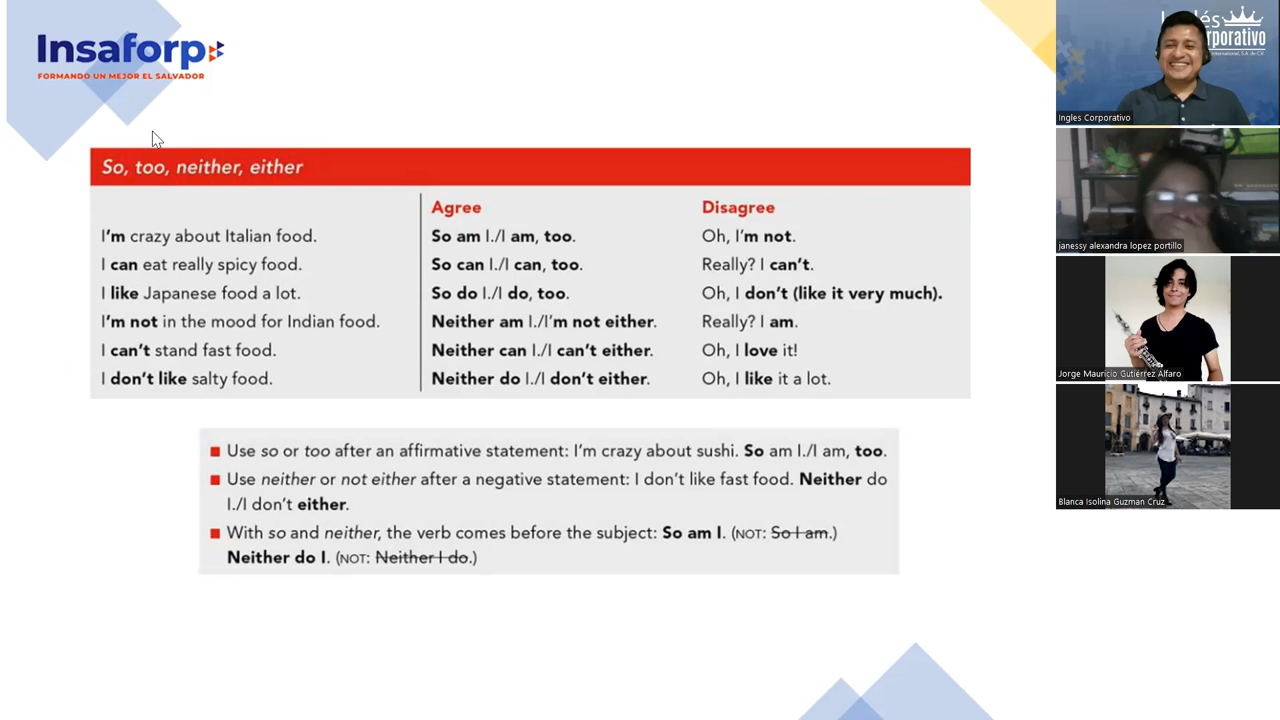 Insaforp
FORMANDO UN MEJOR EL SALVADOR
So, too, neither, either
Agree
Disagree
I'm crazy about Italian food.
So am I./I am, too.
Oh, I'm not.
I can eat really spicy food.
So can I./I can, too.
Really? I can't.
I like Japanese food a lot.
So do I./I do, too.
Oh, I don't (like it very much).
I'm not in the mood for Indian food.
Neither am I./I'm not either.
Really? I am.
I can't stand fast food.
Neither can I./I can't either.
Oh, I love it!
I don't like salty food.
Neither do I./I don't either.
Oh, I like it a lot.
Use so or too after an affirmative statement: I'm crazy about sushi. So am I./I am, too.
Use neither or not either after a negative statement: I don't like fast food. Neither do
I./I don't either.
With so and neither, the verb comes before the subject: So am I. (NOT: So I am.)
Neither do I. (NOT: Neither I do.)
Ingles Corporativo
janessy alexandra lopez portillo
Jorge Mauricio Gutiérrez Alfaro
Blanca Isolina Guzman Cruz